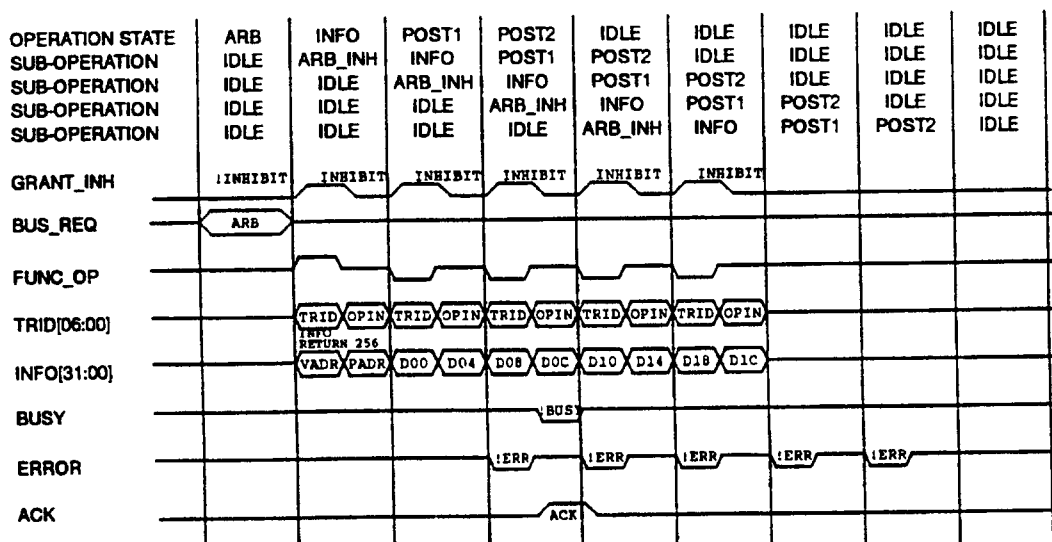 OPERATION STATE ARB INFO POST1 POST2 IDLE IDLE IDLE IDLE IDLE
SUB-OPERATION IDLE ARB_INH INFO POST1 POST2 IDLE IDLE IDLE IDLE
SUB-OPERATION IDLE IDLE ARB_INH INFO POST1 POST2 IDLE IDLE IDLE
SUB-OPERATION IDLE IDLE IDLE ARB_INH INFO POST1 POST2 IDLE IDLE
SUB-OPERATION IDLE IDLE IDLE IDLE ARB_INH INFO POST1 POST2 IDLE
GRANT_INH !INHIBIT INHIBIT INHIBIT INHIBIT INHIBIT INHIBIT
BUS_REQ ARB
FUNC_OP
TRID[06:00] TRID OPIN TRID OPIN TRID OPIN TRID OPIN TRID OPIN
INFO
RETURN 256
INFO[31:00] VADR PADR D00 D04 D08 D0C D10 D14 D18 D1C
BUSY !BUSY
ERROR !ERR !ERR !ERR !ERR !ERR
ACK ACK